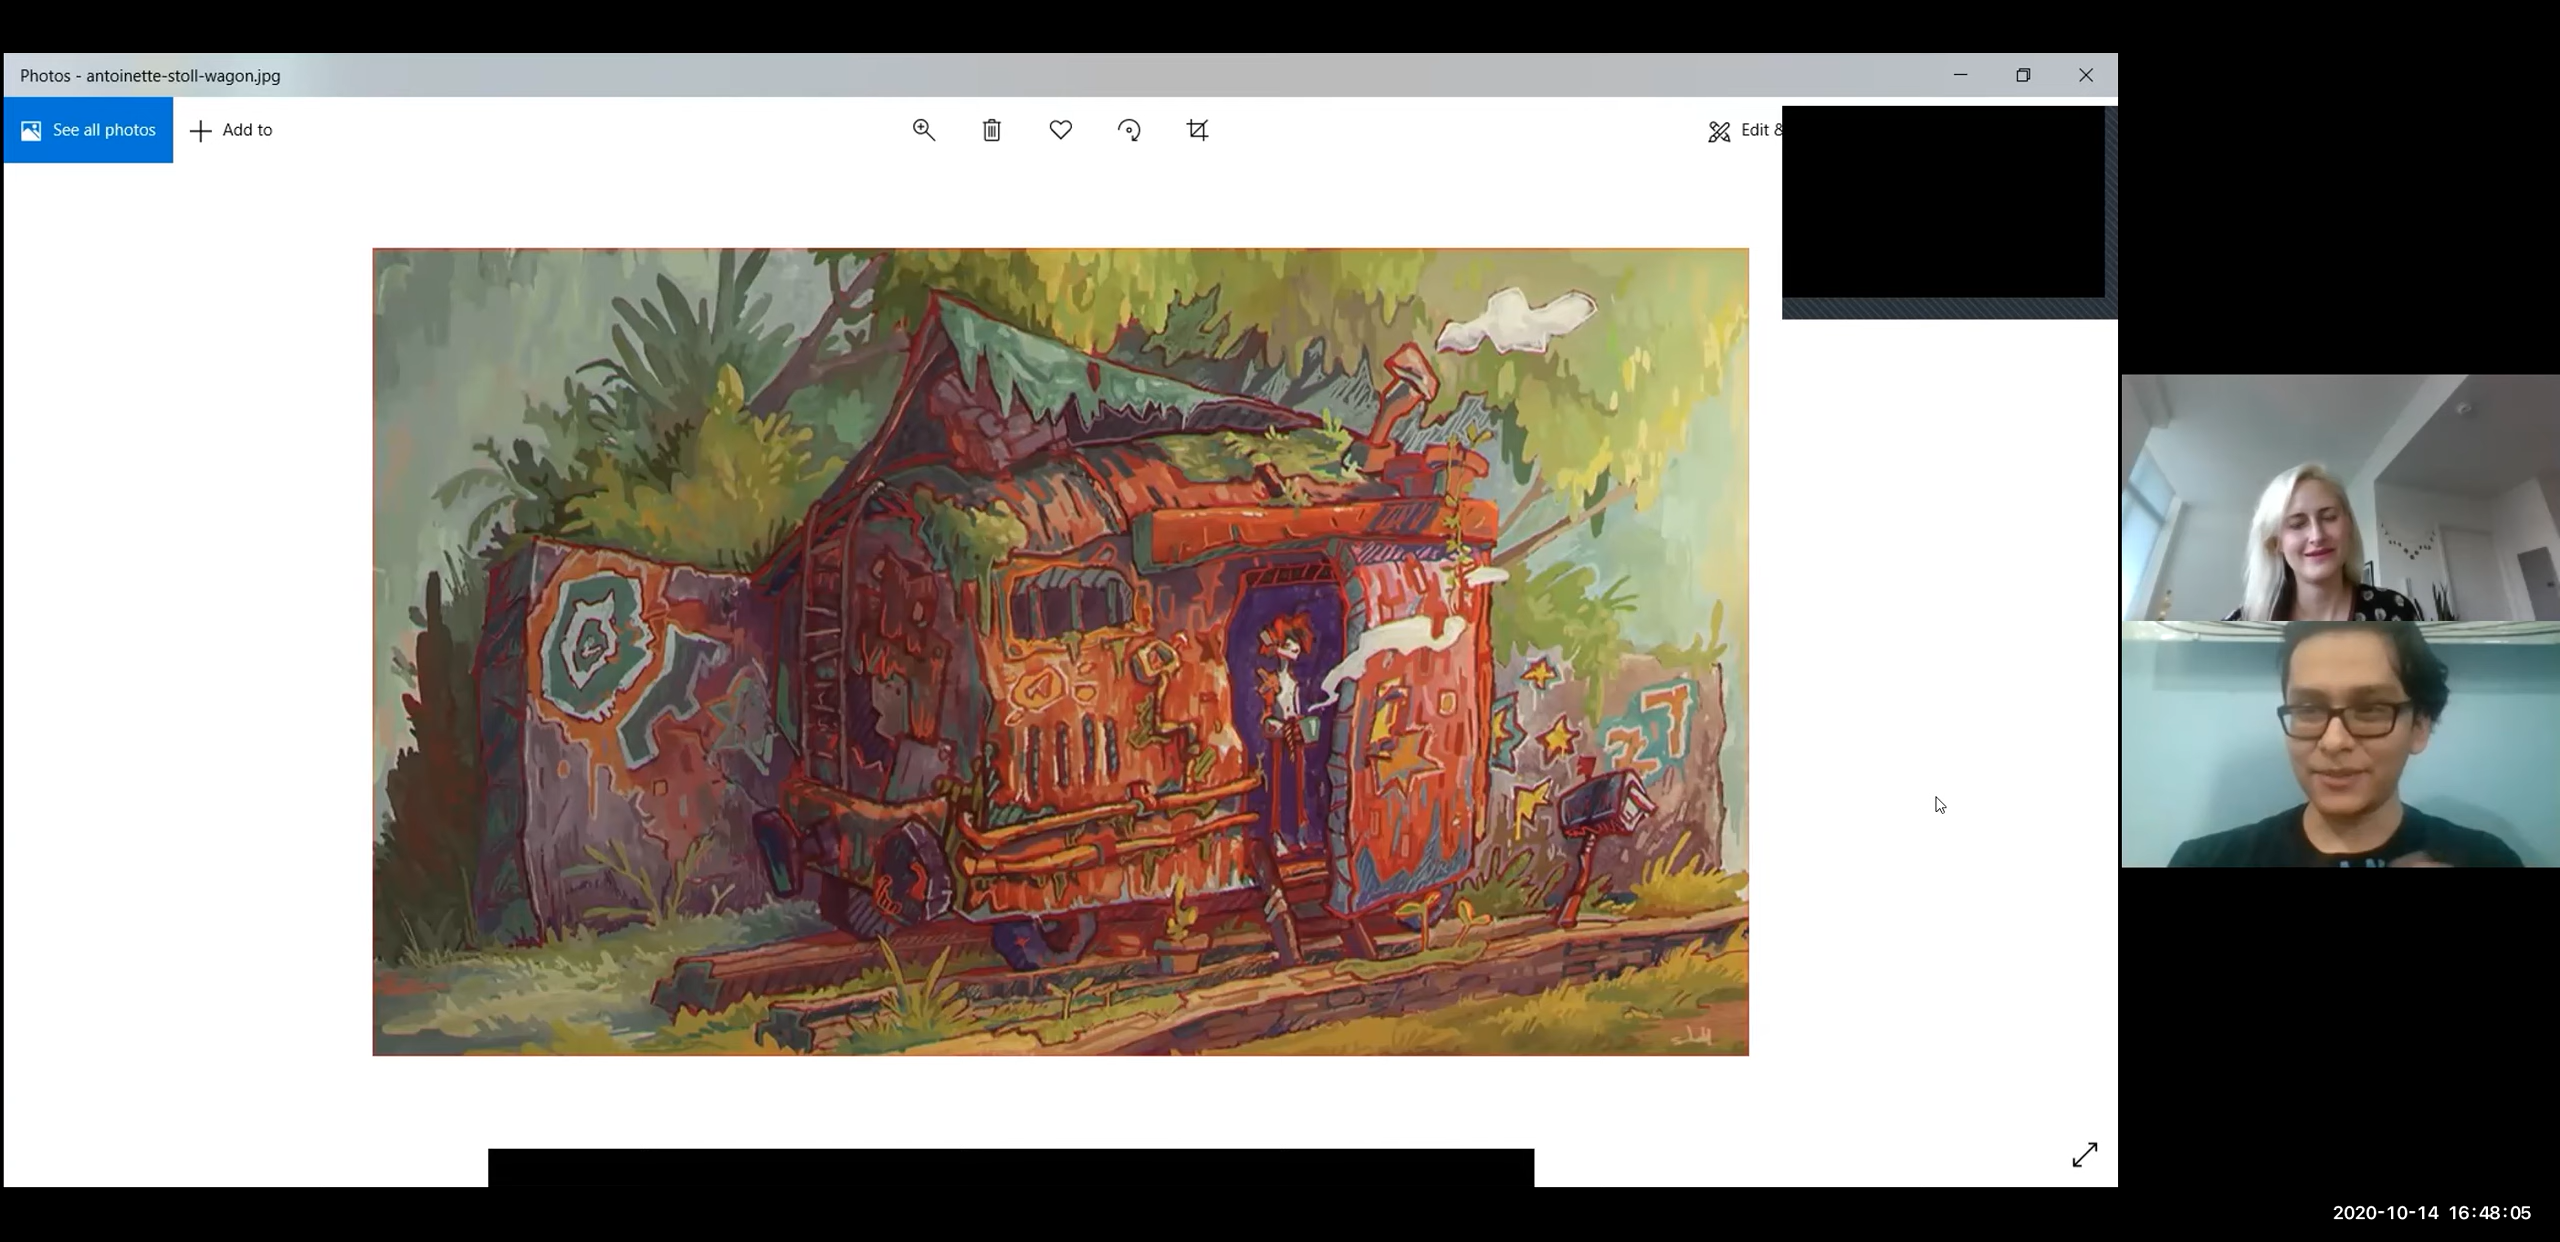 Photos - antoinette-stoll-wagon.jpg
See all photos
Add to
Edit &
2020-10-14 16:48:05